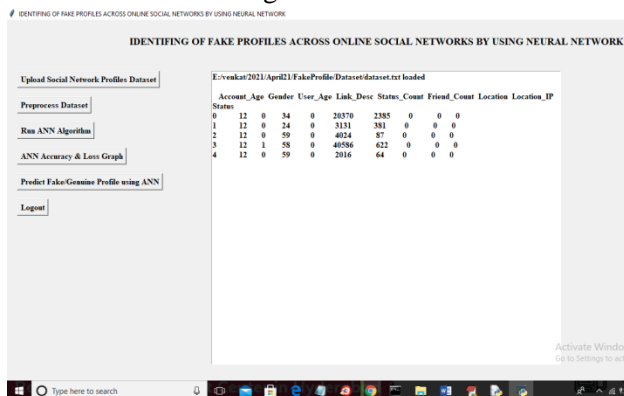 IDENTIFING OF FAKE PROFILES ACROSS ONLINE SOCIAL NETWORKS BY USING NEURAL NETWORK
IDENTIFING OF FAKE PROFILES ACROSS ONLINE SOCIAL NETWORKS BY USING NEURAL NETWORK
Upload Social Network Profiles Dataset
Preprocess Dataset
Run ANN Algorithm
ANN Accuracy & Loss Graph
Predict Fake/Genuine Profile using ANN
Logout
E:/venkat/2021/April21/FakeProfile/Dataset/dataset.txt loaded
Account_Age Gender User_Age Link_Desc Status_Count Friend_Count Location Location_IP
Status
0 12 0 34 0 20370 2385 0 0 0
1 12 0 24 0 3131 381 0 0 0
2 12 0 59 0 4024 87 0 0 0
3 12 1 58 0 40586 622 0 0 0
4 12 0 59 0 2016 64 0 0 0
Activate Windo
Go to Settings to act
Type here to search